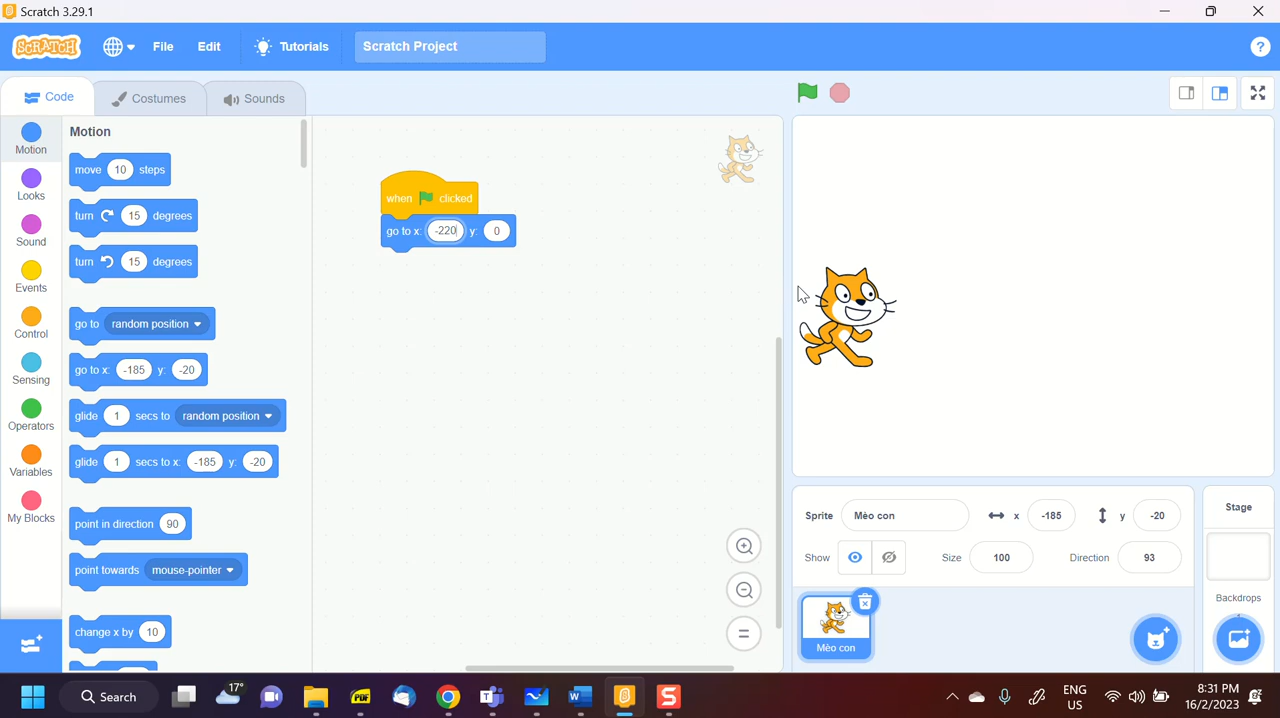 Scratch 3.29.1
SCRATCH File Edit Tutorials Scratch Project ?
Code Costumes Sounds
Motion
Looks
Sound
Events
Control
Sensing
Operators
Variables
My Blocks
Motion
move 10 steps
turn 15 degrees
turn 15 degrees
go to random position
go to x: -185 y: -20
glide 1 secs to random position
glide 1 secs to x: -185 y: -20
point in direction 90
point towards mouse-pointer
change x by 10
when clicked
go to x: -220 y: 0
Sprite Mèo con x -185 y -20
Show Size 100 Direction 93
Mèo con
Stage
Backdrops
17°
Search
PDF
W
S
ENG
US
8:31 PM
16/2/2023